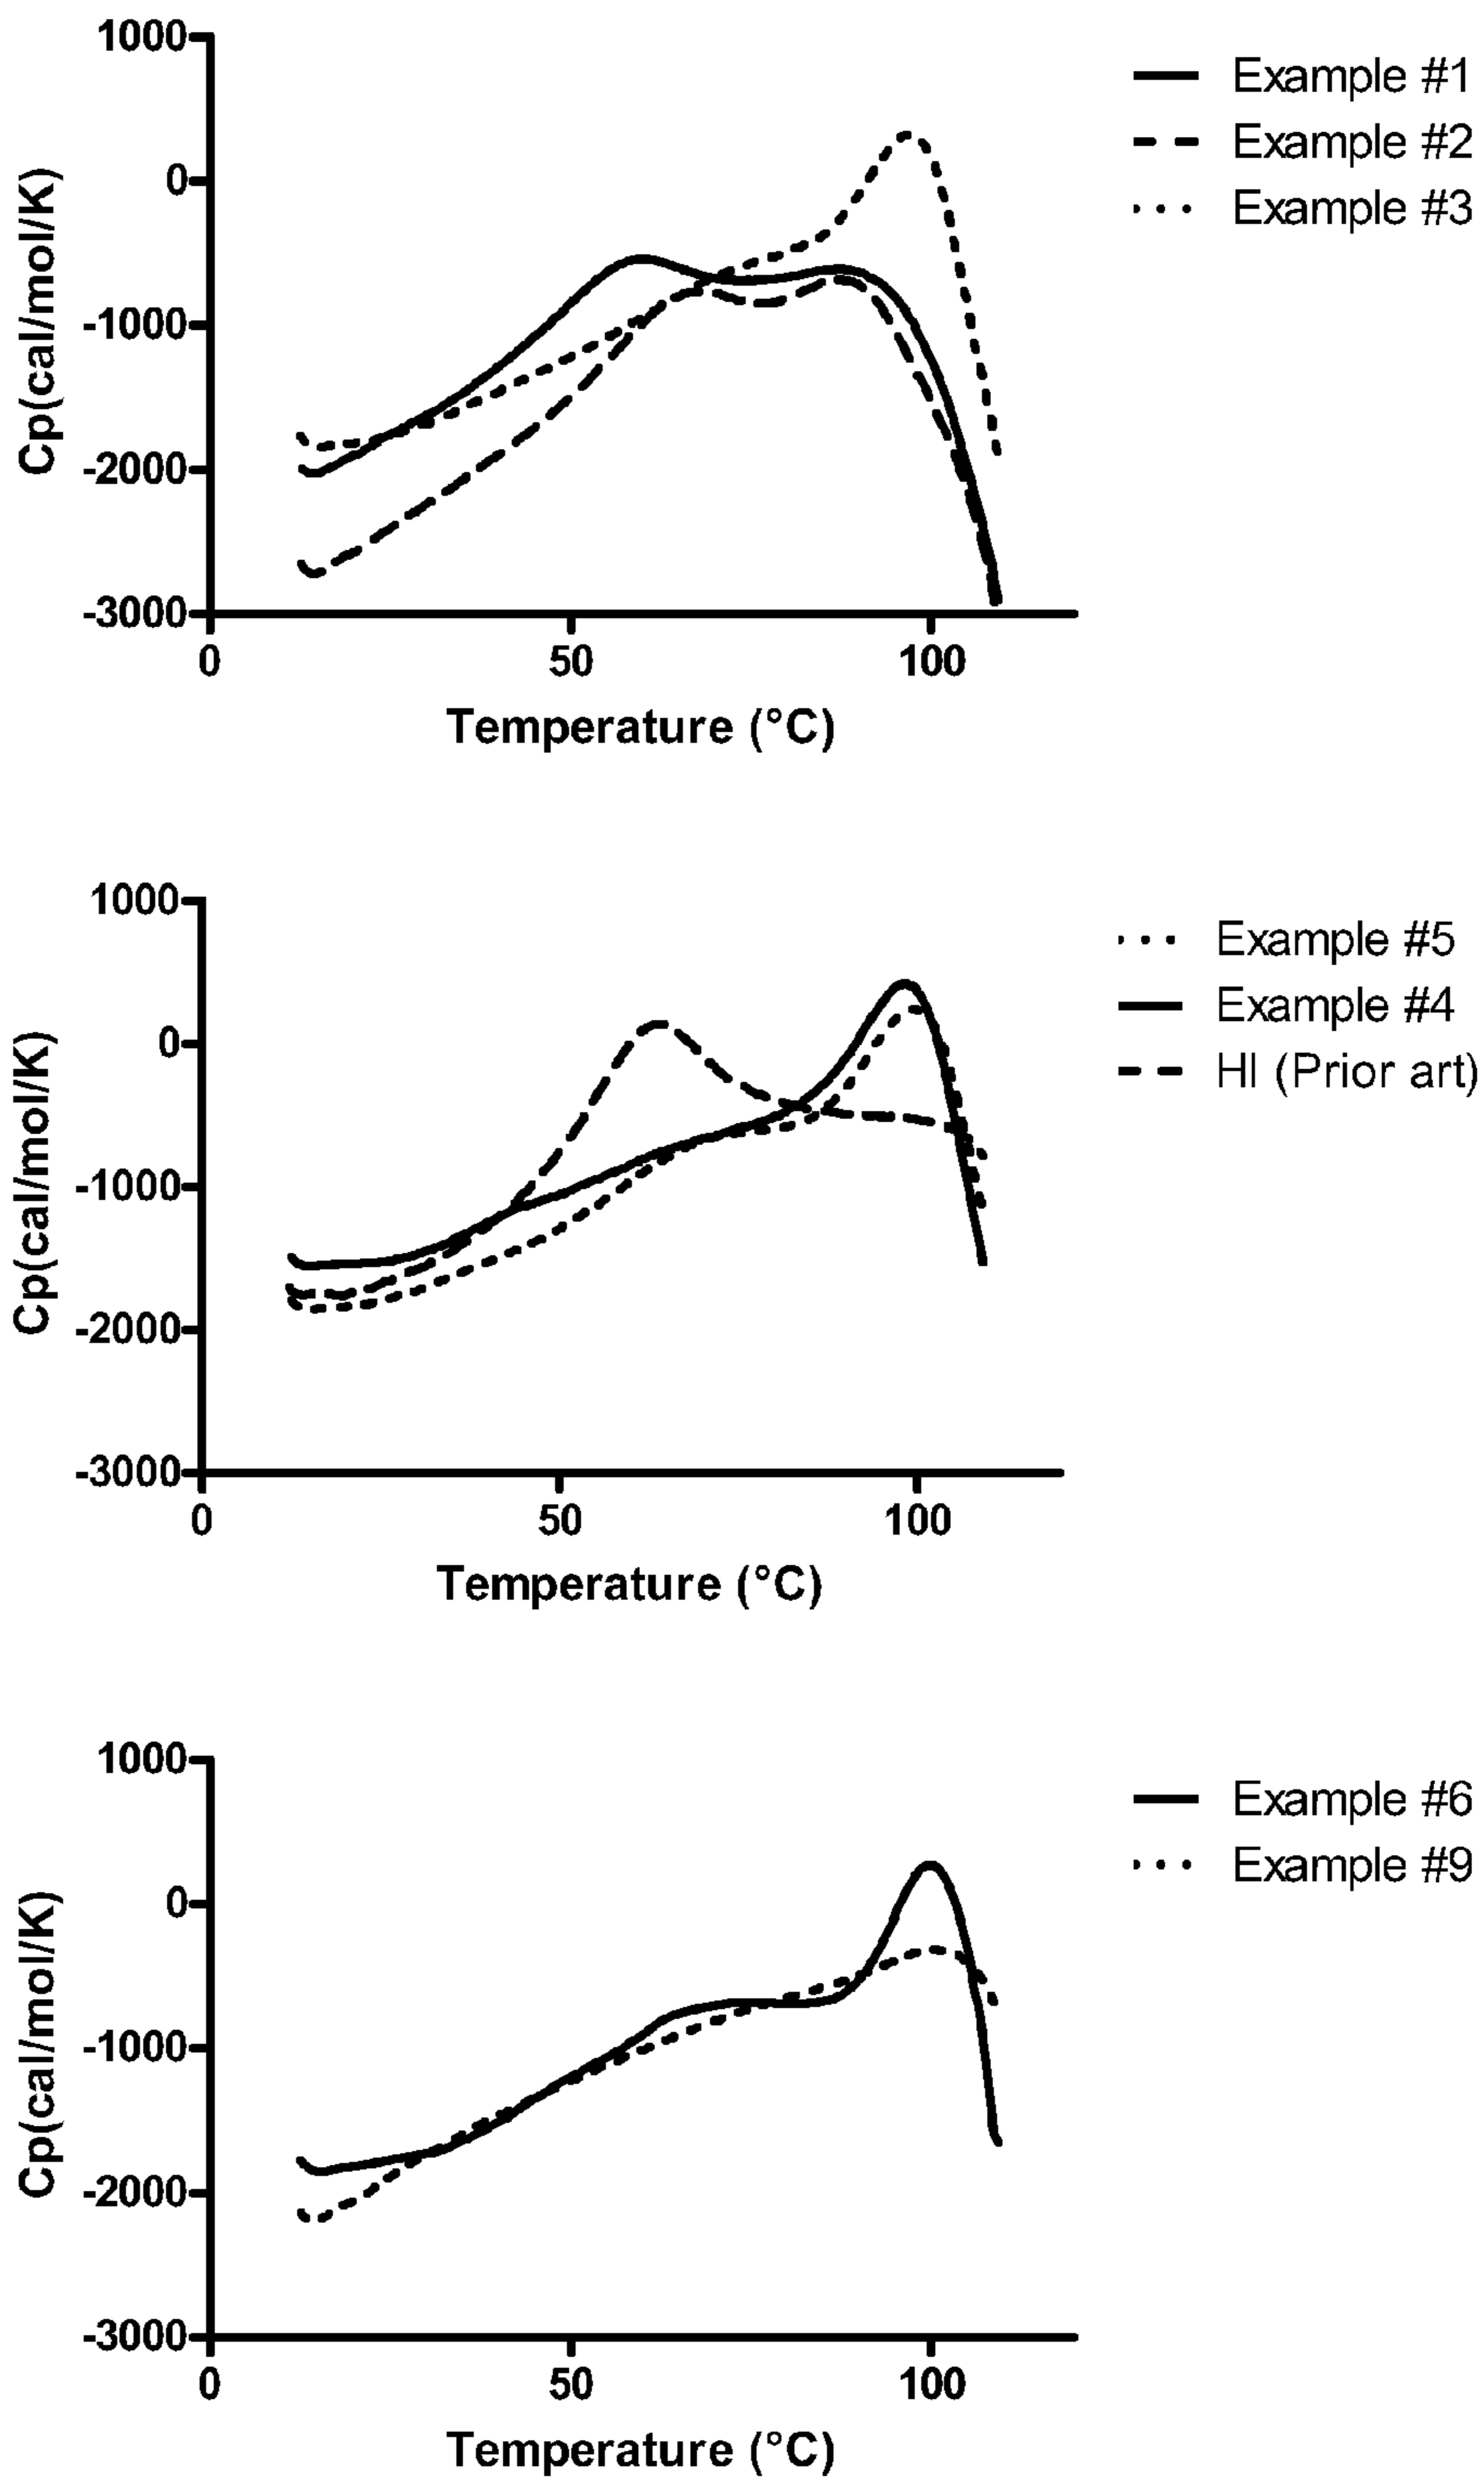 1000
0
-1000
-2000
-3000
Cp(cal/mol/K)
0 50 100
Temperature (°C)
Example #1
Example #2
Example #3
1000
0
-1000
-2000
-3000
Cp(cal/mol/K)
0 50 100
Temperature (°C)
Example #5
Example #4
HI (Prior art)
1000
0
-1000
-2000
-3000
Cp(cal/mol/K)
0 50 100
Temperature (°C)
Example #6
Example #9